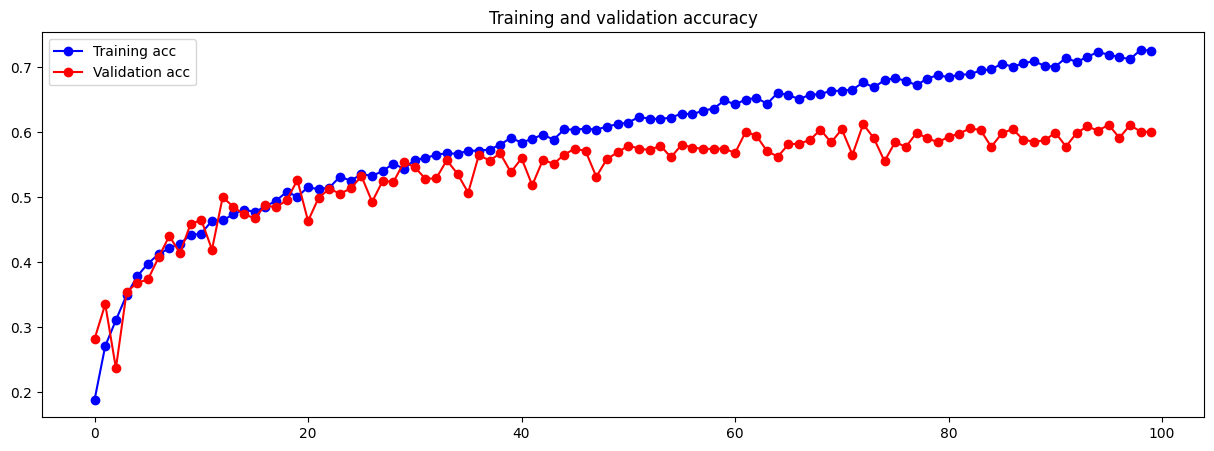 Training and validation accuracy
Training acc
Validation acc
0.7
0.6
0.5
0.4
0.3
0.2
0 20 40 60 80 100